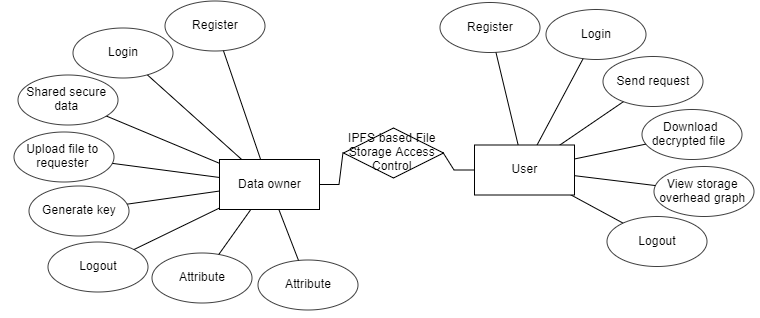 Register
Login
Shared secure
data
Upload file to
requester
Generate key
Logout
Attribute
Attribute
Data owner
IPFS based File
Storage Access
Control
User
Register
Login
Send request
Download
decrypted file
View storage
overhead graph
Logout